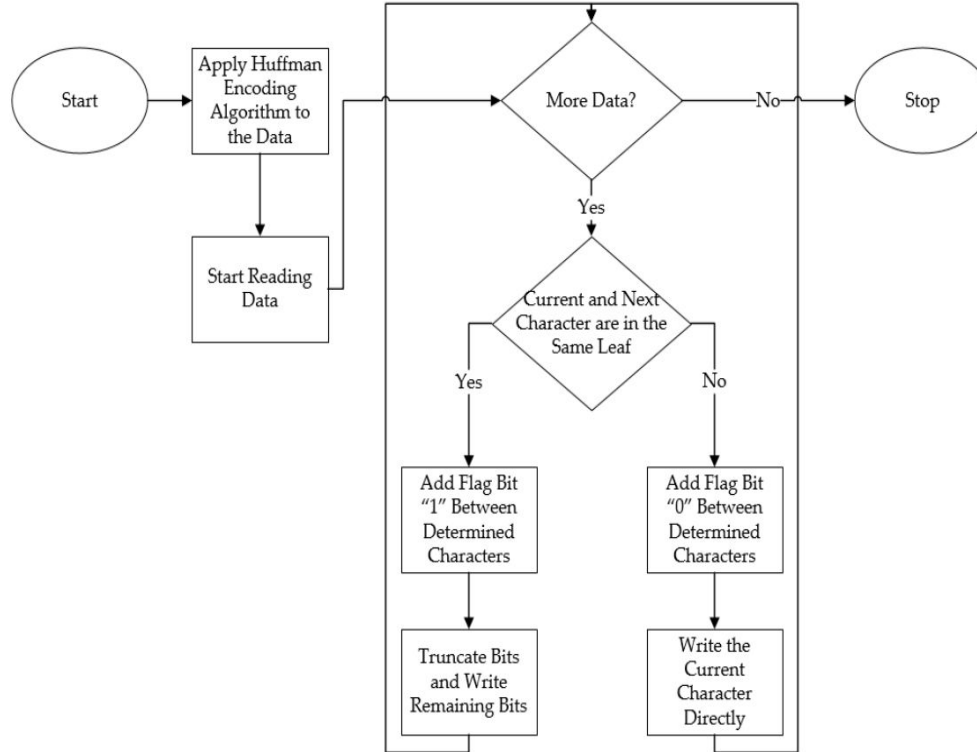 Start
Apply Huffman
Encoding
Algorithm to
the Data
Start Reading
Data
More Data?
No
Stop
Yes
Current and Next
Character are in the
Same Leaf
Yes
No
Add Flag Bit
“1” Between
Determined
Characters
Add Flag Bit
“0” Between
Determined
Characters
Truncate Bits
and Write
Remaining Bits
Write the
Current
Character
Directly